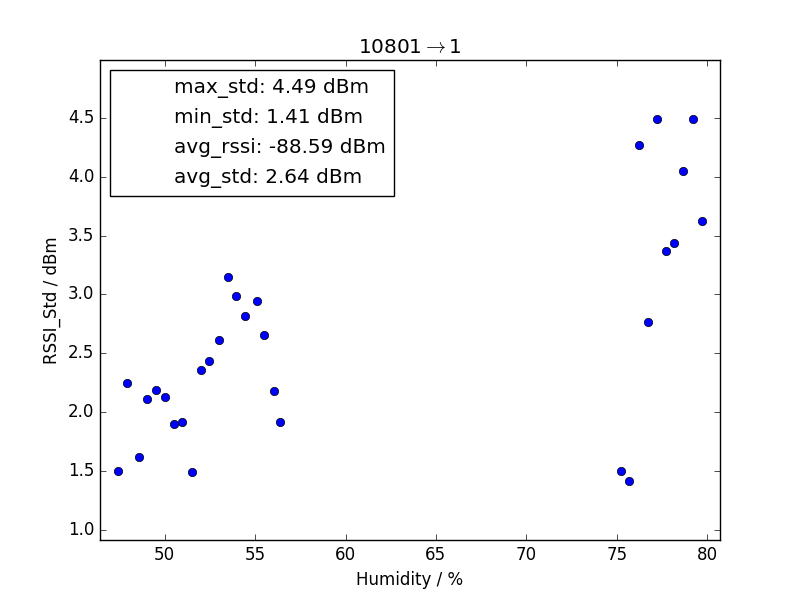 10801→1
max_std: 4.49 dBm
min_std: 1.41 dBm
avg_rssi: -88.59 dBm
avg_std: 2.64 dBm
4.5
4.0
3.5
3.0
2.5
2.0
1.5
1.0
RSSI_Std / dBm
50 55 60 65 70 75 80
Humidity / %